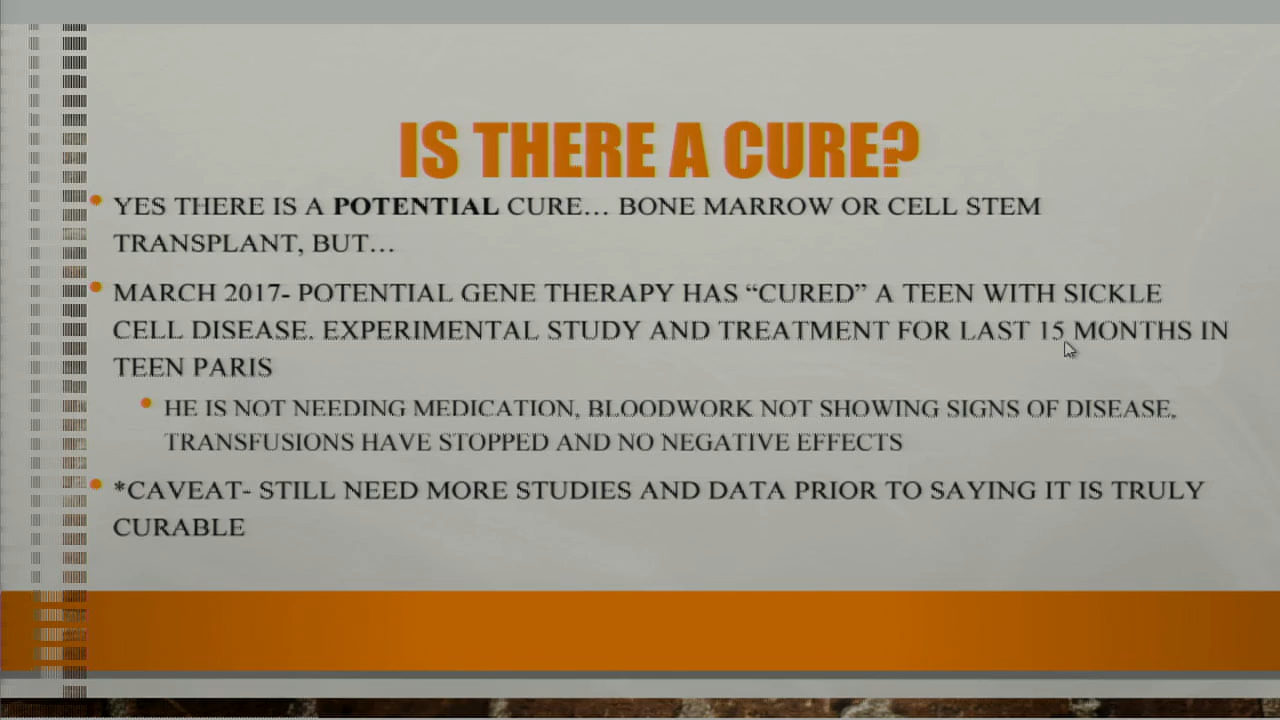 IS THERE A CURE?
• YES THERE IS A POTENTIAL CURE... BONE MARROW OR CELL STEM
TRANSPLANT, BUT...
• MARCH 2017- POTENTIAL GENE THERAPY HAS “CURED” A TEEN WITH SICKLE
CELL DISEASE. EXPERIMENTAL STUDY AND TREATMENT FOR LAST 15 MONTHS IN
TEEN PARIS
• HE IS NOT NEEDING MEDICATION, BLOODWORK NOT SHOWING SIGNS OF DISEASE,
TRANSFUSIONS HAVE STOPPED AND NO NEGATIVE EFFECTS
• *CAVEAT- STILL NEED MORE STUDIES AND DATA PRIOR TO SAYING IT IS TRULY
CURABLE